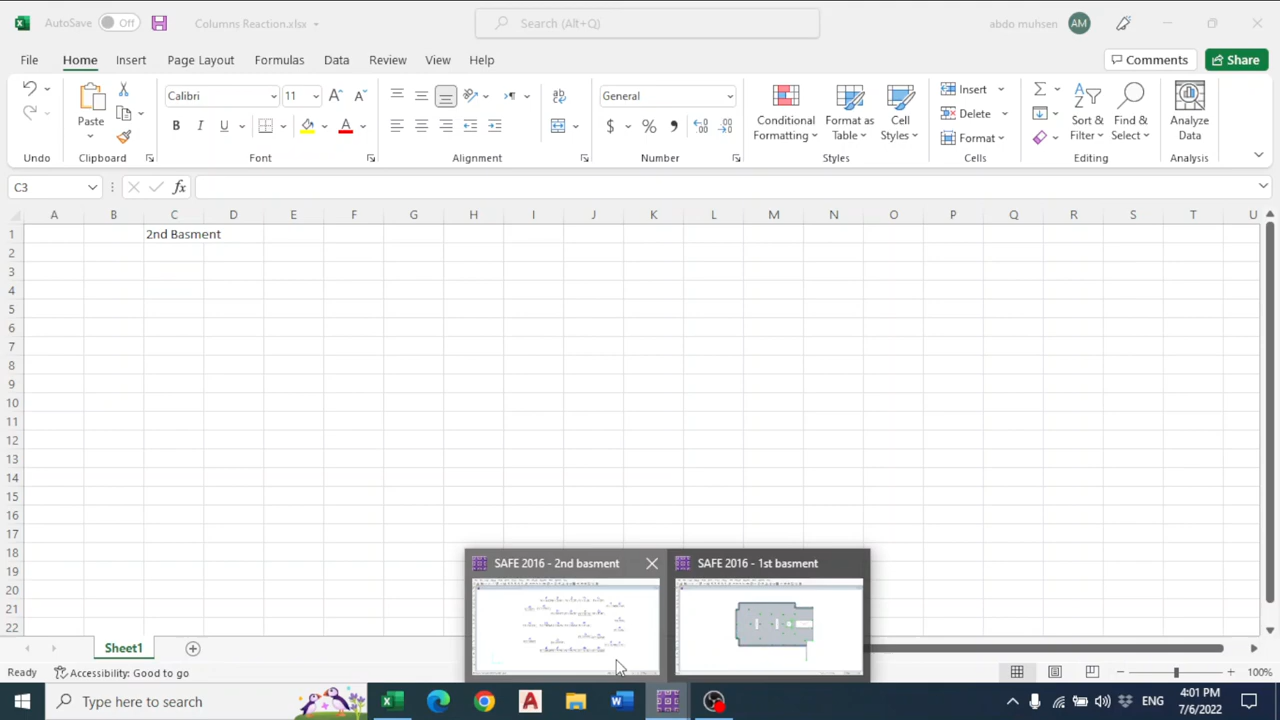 AutoSave Off Columns Reaction.xlsx Search (Alt+Q) abdo muhsen AM
File Home Insert Page Layout Formulas Data Review View Help Comments Share
Calibri 11 General Insert
Paste Conditional Formatting Format as Table Cell Styles Delete Sort & Filter Find & Select Analyze Data
B I U $ % Format
Undo Clipboard Font Alignment Number Styles Cells Editing Analysis
C3 fx
A B C D E F G H I J K L M N O P Q R S T U
1 2nd Basment
2
3
4
5
6
7
8
9
10
11
12
13
14
15
16
17
18
19
20
21
22
SAFE 2016 - 2nd basment SAFE 2016 - 1st basment
Sheet1
Ready Accessibility: Good to go 100%
Type here to search ENG 4:01 PM
7/6/2022